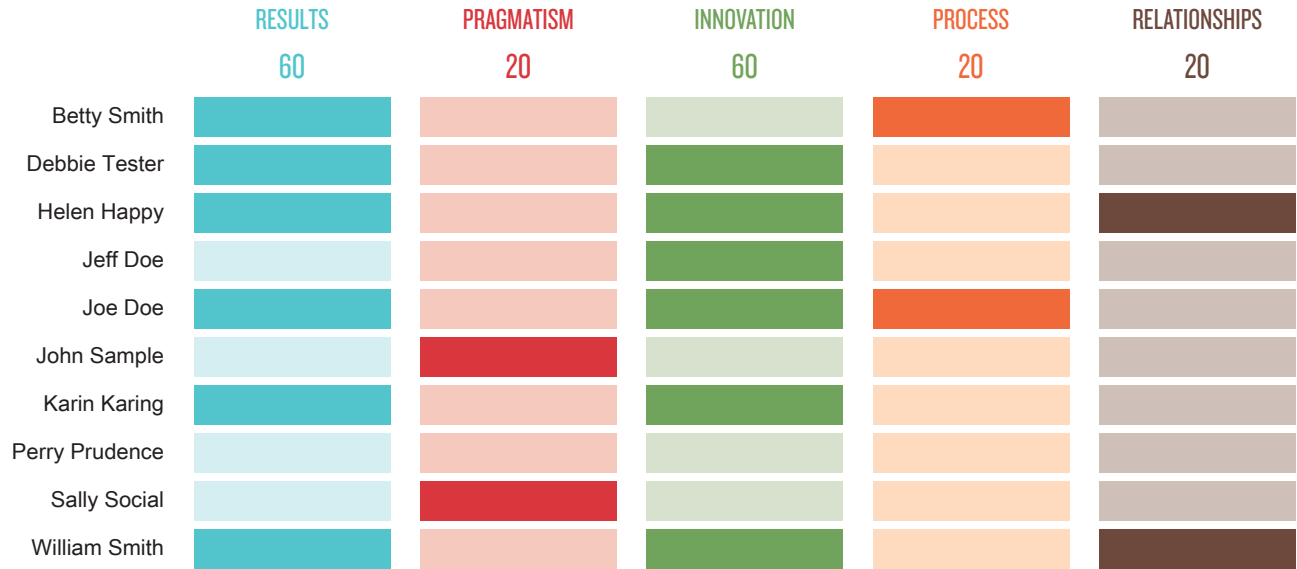 RESULTS PRAGMATISM INNOVATION PROCESS RELATIONSHIPS
60 20 60 20 20
Betty Smith
Debbie Tester
Helen Happy
Jeff Doe
Joe Doe
John Sample
Karin Karing
Perry Prudence
Sally Social
William Smith